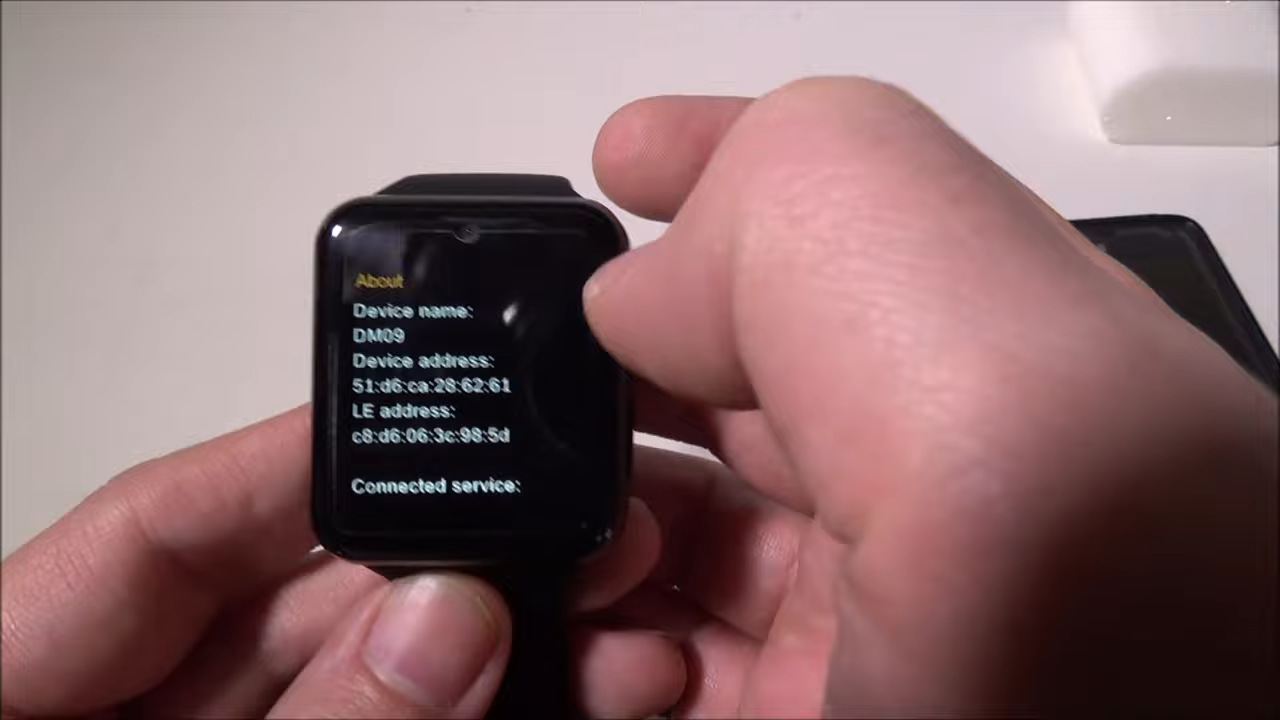 About
Device name:
DM09
Device address:
51:d6:ca:28:62:61
LE address:
c8:d6:06:3c:98:5d
Connected service: